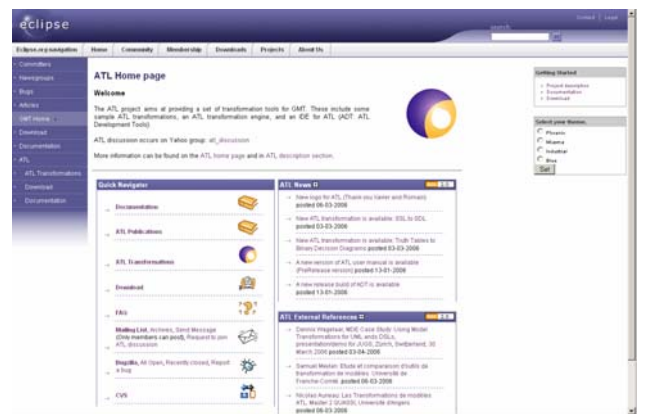 eclipse
Contact | Legal
search:
Eclipse.org navigation
Home
Community
Membership
Downloads
Projects
About Us
Committers
Newsgroups
Bugs
Articles
GMT Home
Download
Documentation
ATL
ATL Transformations
Download
Documentation
ATL Home page
Welcome
The ATL project aims at providing a set of transformation tools for GMT. These include some
sample ATL transformations, an ATL transformation engine, and an IDE for ATL (ADT: ATL
Development Tools).
ATL discussion occurs on Yahoo group: atl_discussion
More information can be found on the ATL home page and in ATL description section.
Quick Navigator
Documentation
ATL Publications
ATL Transformations
Download
FAQ
Mailing List, Archives, Send Message
(Only members can post), Request to join
ATL discussion
Bugzilla, All Open, Recently closed, Report
a bug
CVS
ATL News
New logo for ATL (Thank you Xavier and Romain)
posted 06-03-2006
New ATL transformation is available: SSL to SDL
posted 03-03-2006
New ATL transformation is available: Truth Tables to
Binary Decision Diagrams posted 03-03-2006
A new version of ATL user manual is available
(PreRelease version) posted 13-01-2006
A new release build of ADT is available
posted 13-01-2006
ATL External References
Dennis Wagelaar, MDE Case Study: Using Model
Transformations for UML and DSLs,
presentation/demo for JUGS, Zürich, Switzerland, 30
March 2006 posted 03-04-2006
Samuel Mestan: Etude et comparaison d'outils de
transformation de modèles. Université de
Franche-Comté. posted 06-03-2006
Nicolas Auneau: Les Transformations de modèles
ATL, Master 2 QUASSI, Université d'Angers.
posted 06-03-2006
Getting Started
Project description
Documentation
Download
Select your theme:
Phoenix
Miasma
Industrial
Blue
Set